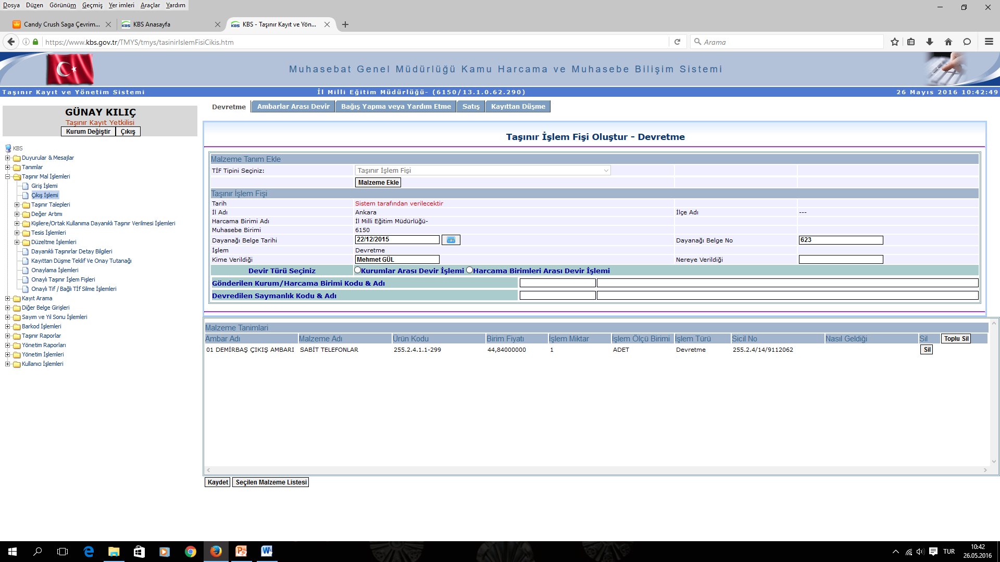 Dosya Düzen Görünüm Geçmiş Yer imleri Araçlar Yardım
Candy Crush Saga Çevrim...
KBS Anasayfa
KBS - Taşınır Kayıt ve Yön...
https://www.kbs.gov.tr/TMYS/tmys/tasinirIslemFisiCikis.htm
Arama
Muhasebat Genel Müdürlüğü Kamu Harcama ve Muhasebe Bilişim Sistemi
Taşınır Kayıt ve Yönetim Sistemi
İl Milli Eğitim Müdürlüğü- (6150/13.1.0.62.290)
26 Mayıs 2016 10:42:49
GÜNAY KILIÇ
Taşınır Kayıt Yetkilisi
Kurum Değiştir Çıkış
KBS
Duyurular & Mesajlar
Tanımlar
Taşınır Mal İşlemleri
Giriş İşlemi
Çıkış İşlemi
Taşınır Talepleri
Değer Artımı
Kişilere/Ortak Kullanıma Dayanıklı Taşınır Verilmesi İşlemleri
Tesis İşlemleri
Düzeltme İşlemleri
Dayanıklı Taşınırlar Detay Bilgileri
Kayıttan Düşme Teklif Ve Onay Tutanağı
Onaylama İşlemleri
Onaylı Taşınır İşlem Fişleri
Onaylı Tif / Bağlı Tİf Silme İşlemleri
Kayıt Arama
Diğer Belge Girişleri
Sayım ve Yıl Sonu İşlemleri
Barkod İşlemleri
Taşınır Raporlar
Yönetim Raporları
Yönetim İşlemleri
Kullanıcı İşlemleri
Devretme Ambarlar Arası Devir Bağış Yapma veya Yardım Etme Satış Kayıttan Düşme
Taşınır İşlem Fişi Oluştur - Devretme
Malzeme Tanım Ekle
TİF Tipini Seçiniz: Taşınır İşlem Fişi
Malzeme Ekle
Taşınır İşlem Fişi
Tarih Sistem tarafından verilecektir
İl Adı Ankara İlçe Adı ---
Harcama Birimi Adı İl Milli Eğitim Müdürlüğü-
Muhasebe Birimi 6150
Dayanağı Belge Tarihi 22/12/2015 Dayanağı Belge No 623
İşlem Devretme
Kime Verildiği Mehmet GÜL Nereye Verildiği
Devir Türü Seçiniz Kurumlar Arası Devir İşlemi Harcama Birimleri Arası Devir İşlemi
Gönderilen Kurum/Harcama Birimi Kodu & Adı
Devredilen Saymanlık Kodu & Adı
Malzeme Tanimlari
Ambar Adı Malzeme Adı Ürün Kodu Birim Fiyatı İşlem Miktar İşlem Ölçü Birimi İşlem Türü Sicil No Nasıl Geldiği Sil Toplu Sil
01 DEMİRBAŞ ÇIKIŞ AMBARI SABİT TELEFONLAR 255.2.4.1.1-299 44,84000000 1 ADET Devretme 255.2.4/14/9112062 Sil
Kaydet Seçilen Malzeme Listesi
TUR
10:42
26.05.2016